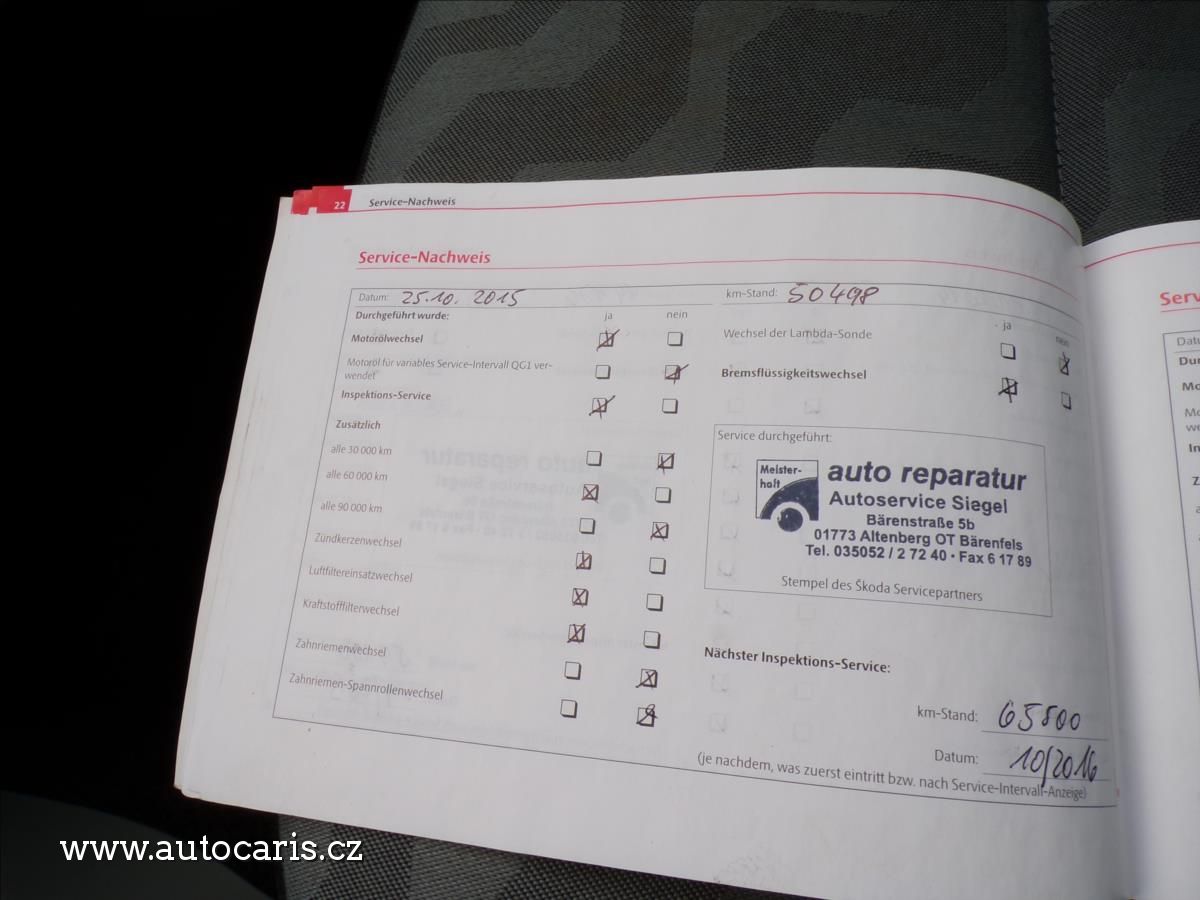 22 Service-Nachweis
Service-Nachweis
Datum: 25.10. 2015
km-Stand: 50498
Durchgeführt wurde: ja nein
ja nein
Motorölwechsel
Wechsel der Lambda-Sonde
Motoröl für variables Service-Intervall QG1 ver-
wendet
Bremsflüssigkeitswechsel
Inspektions-Service
Zusätzlich
alle 30 000 km
alle 60 000 km
alle 90 000 km
Zündkerzenwechsel
Luftfiltereinsatzwechsel
Kraftstofffilterwechsel
Zahnriemenwechsel
Zahnriemen-Spannrollenwechsel
Service durchgeführt:
Meister-
haft
auto reparatur
Autoservice Siegel
Bärenstraße 5b
01773 Altenberg OT Bärenfels
Tel. 035052 / 2 72 40 • Fax 6 17 89
Stempel des Škoda Servicepartners
Nächster Inspektions-Service:
km-Stand: 65500
Datum: 10/2016
(je nachdem, was zuerst eintritt bzw. nach Service-Intervall-Anzeige)
www.autocaris.cz